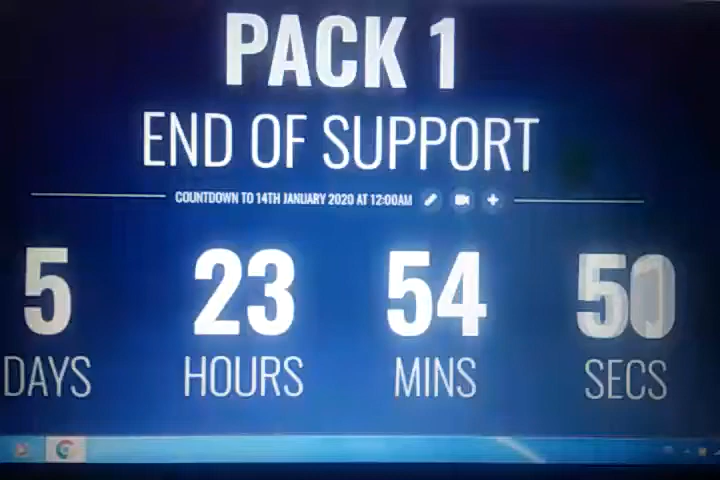 PACK 1
END OF SUPPORT
COUNTDOWN TO 14TH JANUARY 2020 AT 12:00AM
5 23 54 50
DAYS HOURS MINS SECS